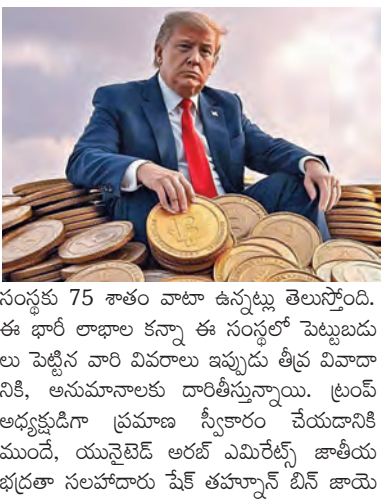 సంస్థకు 75 శాతం వాటా ఉన్నట్లు తెలుస్తోంది.
ఈ భారీ లాభాల కన్నా ఈ సంస్థలో పెట్టుబడు
లు పెట్టిన వారి వివరాలు ఇప్పుడు తీవ్ర వివాదా
నికి, అనుమానాలకు దారితీస్తున్నాయి. ట్రంప్
అధ్యక్షుడిగా ప్రమాణ స్వీకారం చేయడానికి
ముందే, యునైటెడ్ అరబ్ ఎమిరేట్స్ జాతీయ
భద్రతా సలహాదారు షేక్ తహ్నూన్ బిన్ జాయె